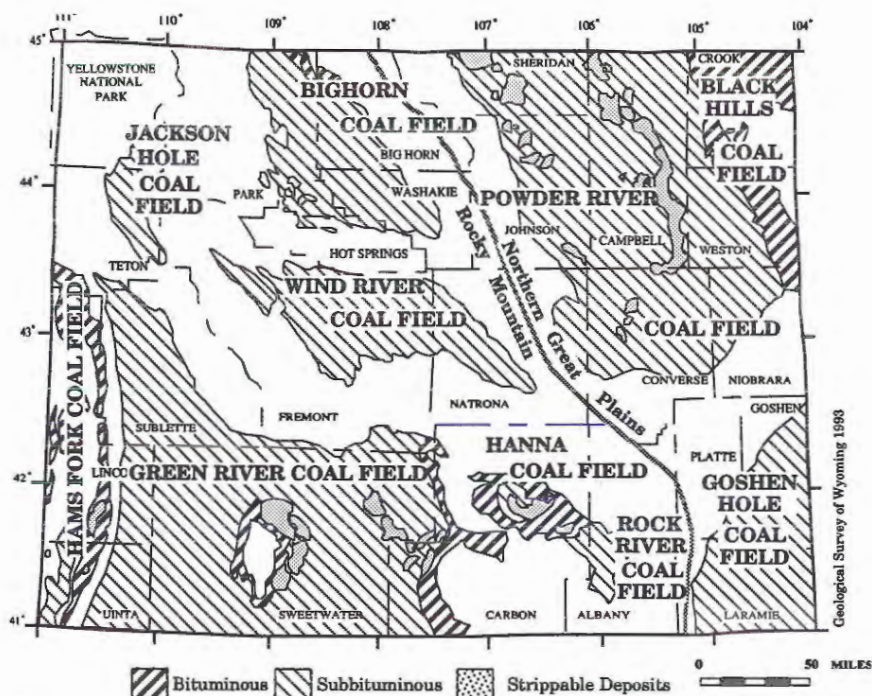 111° 110° 109° 108° 107° 106° 105° 104°
45°
YELLOWSTONE
NATIONAL
PARK
BIGHORN
COAL FIELD
BIG HORN
WASHAKIE
SHERIDAN
CROOK
BLACK
HILLS
COAL
FIELD
JACKSON
HOLE
COAL
FIELD
44°
PARK
POWDER RIVER
JOHNSON
CAMPBELL
WESTON
HOT SPRINGS
Rocky Mountain
Northern Great Plains
TETON
WIND RIVER
COAL FIELD
COAL FIELD
43°
CONVERSE
NIOBRARA
HAMS FORK COAL FIELD
SUBLETTE
FREMONT
NATRONA
GOSHEN
PLATTE
HANNA
COAL FIELD
42°
LINCO
GREEN RIVER COAL FIELD
GOSHEN
HOLE
COAL
FIELD
ROCK
RIVER
COAL
FIELD
41°
UINTA
SWEETWATER
CARBON
ALBANY
LARAMIE
Geological Survey of Wyoming 1993
Bituminous
Subbituminous
Strippable Deposits
0 50 MILES